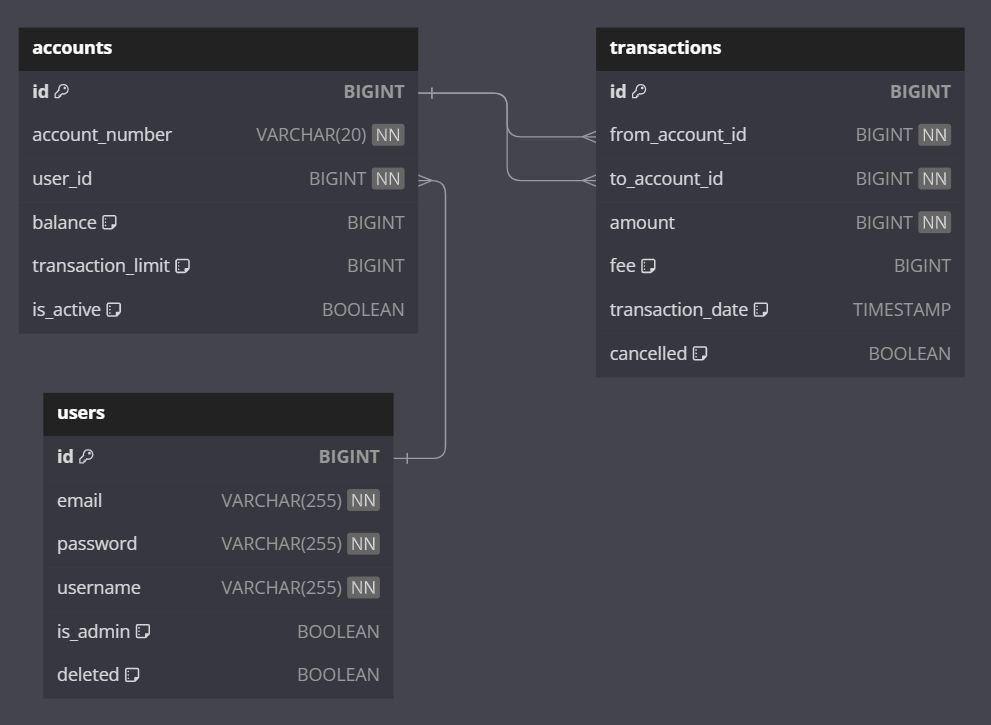 accounts
id BIGINT
account_number VARCHAR(20) NN
user_id BIGINT NN
balance BIGINT
transaction_limit BIGINT
is_active BOOLEAN
transactions
id BIGINT
from_account_id BIGINT NN
to_account_id BIGINT NN
amount BIGINT NN
fee BIGINT
transaction_date TIMESTAMP
cancelled BOOLEAN
users
id BIGINT
email VARCHAR(255) NN
password VARCHAR(255) NN
username VARCHAR(255) NN
is_admin BOOLEAN
deleted BOOLEAN